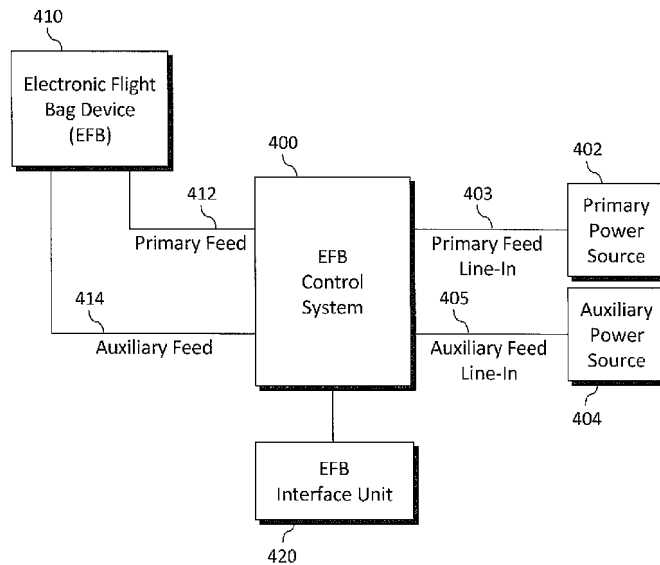 410
Electronic Flight
Bag Device
(EFB)
400
402
412
403
Primary Feed
EFB
Control
System
Primary Feed
Line-In
Primary
Power
Source
414
405
Auxiliary Feed
Auxiliary Feed
Line-In
Auxiliary
Power
Source
404
EFB
Interface Unit
420